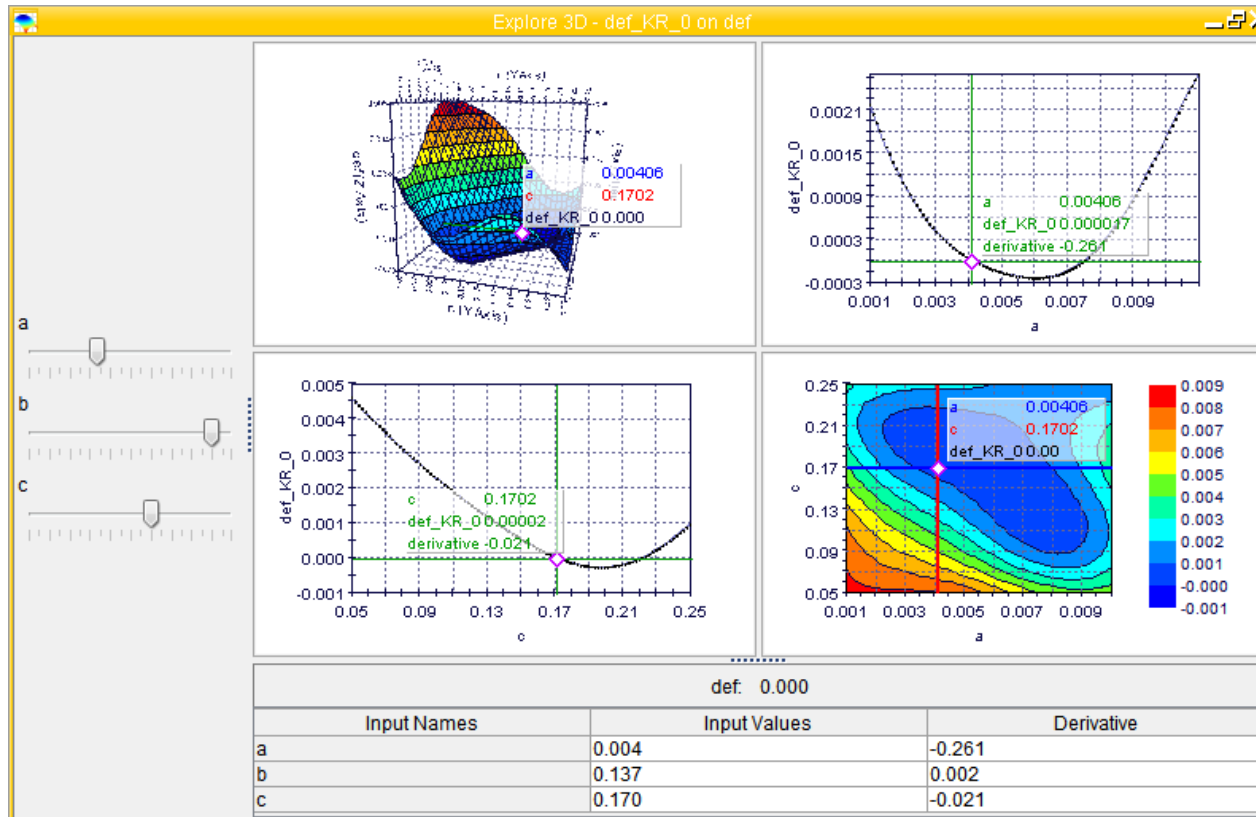 Explore 3D - def_KR_0 on def
a
b
c
a 0.00406
c 0.1702
def_KR_0 0.000
0.0021
0.0015
0.0009
0.0003
-0.0003
def_KR_0
a 0.00406
def_KR_0 0.000017
derivative -0.261
0.001 0.003 0.005 0.007 0.009
a
0.005
0.004
0.003
0.002
0.001
0.000
-0.001
def_KR_0
c 0.1702
def_KR_0 0.00002
derivative -0.021
0.05 0.09 0.13 0.17 0.21 0.25
c
0.25
0.21
0.17
0.13
0.09
0.05
c
a 0.00406
c 0.1702
def_KR_0 0.00
0.001 0.003 0.005 0.007 0.009
a
0.009
0.008
0.007
0.006
0.005
0.004
0.003
0.002
0.001
-0.000
-0.001
def: 0.000
Input Names Input Values Derivative
a 0.004 -0.261
b 0.137 0.002
c 0.170 -0.021